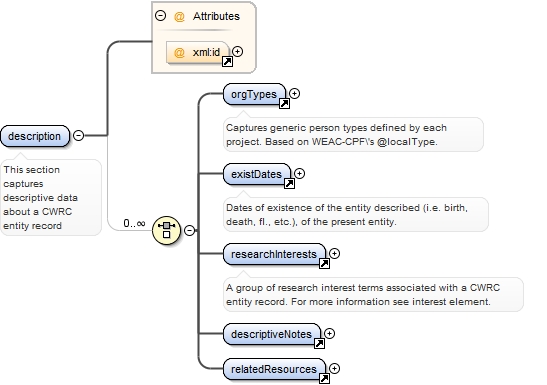 Attributes
@ xml:id
orgTypes
Captures generic person types defined by each
project. Based on WEAC-CPF\'s @localType.
description
This section
captures
descriptive data
about a CWRC
entity record
existDates
Dates of existence of the entity described (i.e. birth,
death, fl., etc.), of the present entity.
0..∞
researchInterests
A group of research interest terms associated with a CWRC
entity record. For more information see interest element.
descriptiveNotes
relatedResources